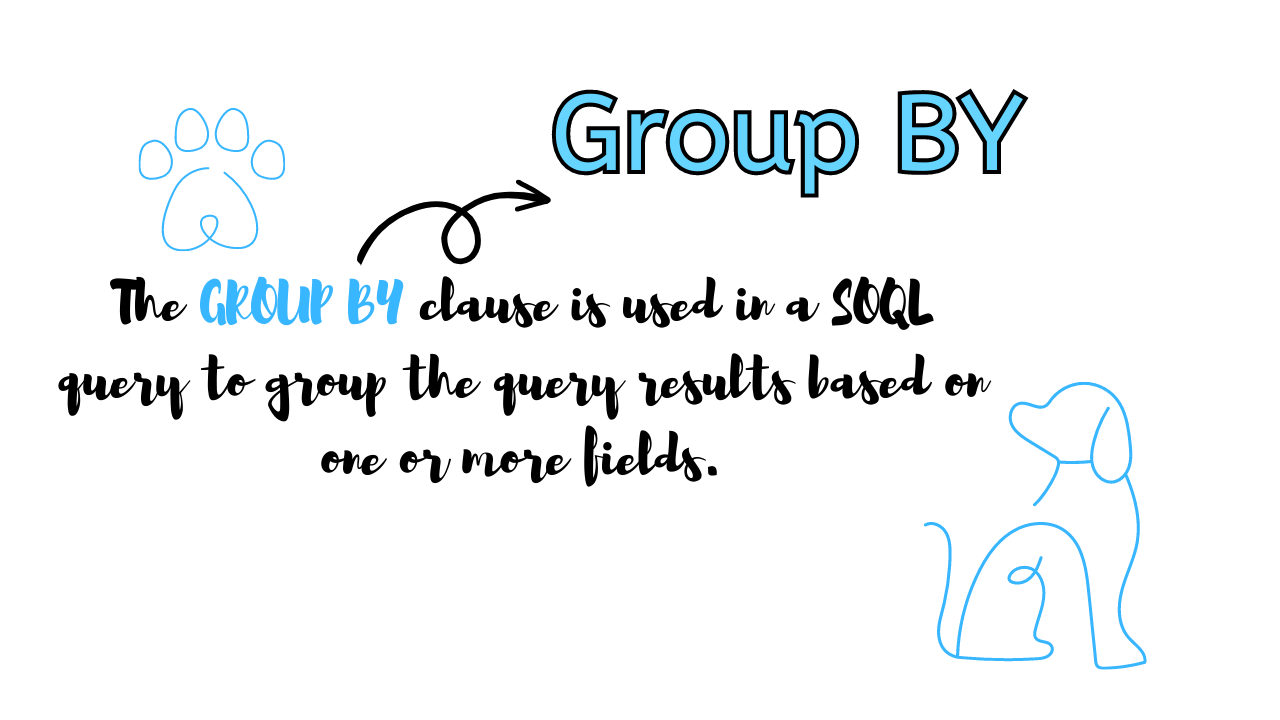 Group BY
The GROUP BY clause is used in a SOQL
query to group the query results based on
one or more fields.